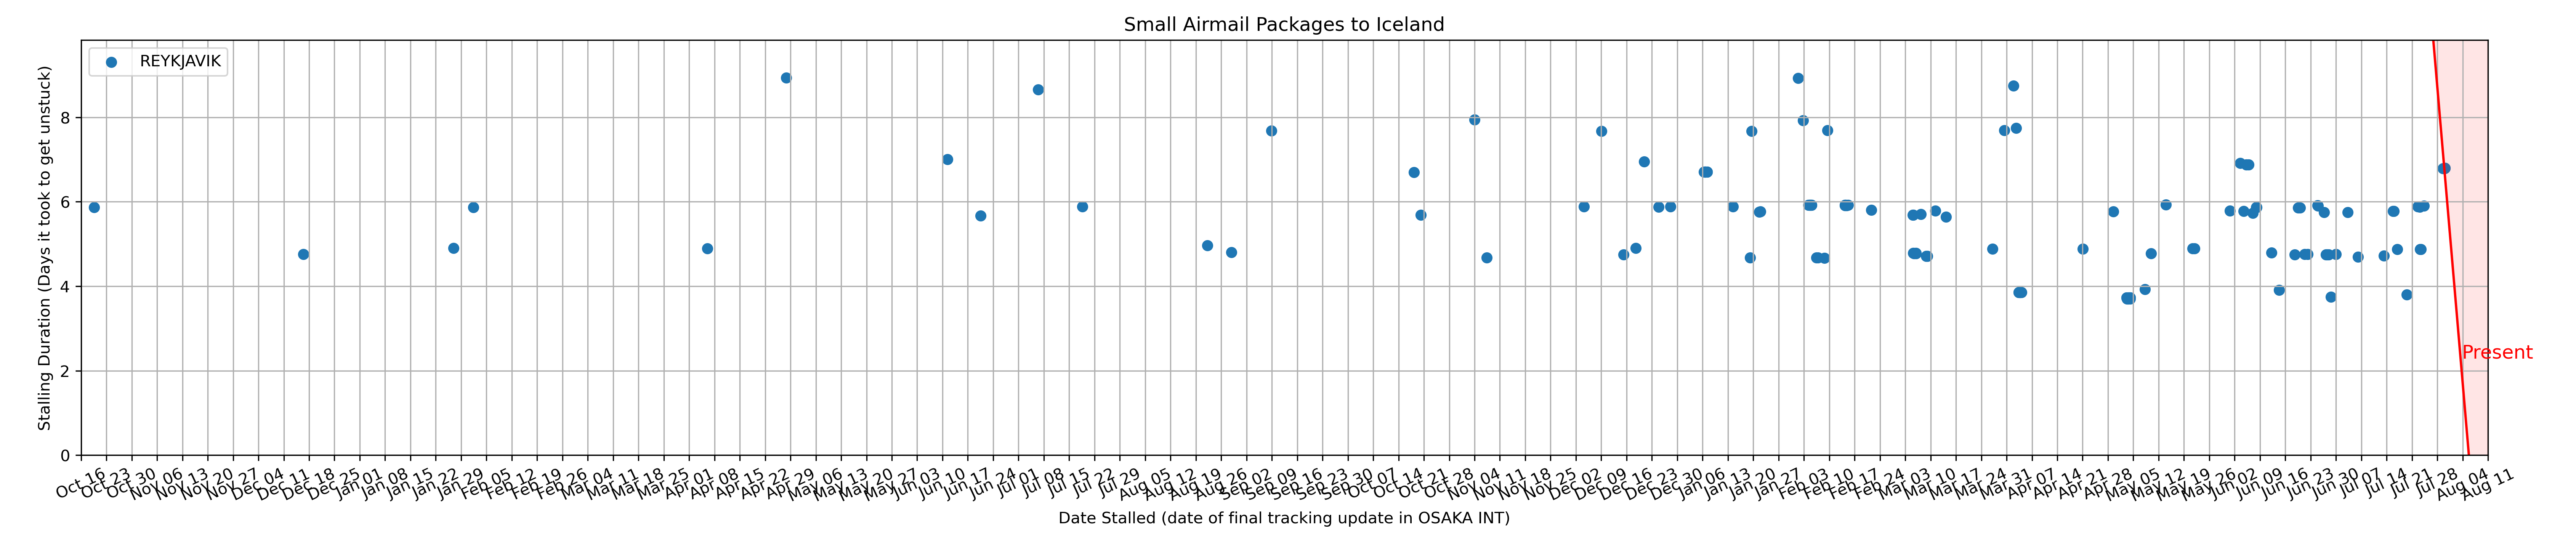 Small Airmail Packages to Iceland
REYKJAVIK
Stalling Duration (Days it took to get unstuck)
8
6
4
2
0
Present
Oct 16
Oct 23
Oct 30
Nov 06
Nov 13
Nov 20
Nov 27
Dec 04
Dec 11
Dec 18
Dec 25
Jan 01
Jan 08
Jan 15
Jan 22
Jan 29
Feb 05
Feb 12
Feb 19
Feb 26
Mar 04
Mar 11
Mar 18
Mar 25
Apr 01
Apr 08
Apr 15
Apr 22
Apr 29
May 06
May 13
May 20
May 27
Jun 03
Jun 10
Jun 17
Jun 24
Jul 01
Jul 08
Jul 15
Jul 22
Jul 29
Aug 05
Aug 12
Aug 19
Aug 26
Sep 02
Sep 09
Sep 16
Sep 23
Sep 30
Oct 07
Oct 14
Oct 21
Oct 28
Nov 04
Nov 11
Nov 18
Nov 25
Dec 02
Dec 09
Dec 16
Dec 23
Dec 30
Jan 06
Jan 13
Jan 20
Jan 27
Feb 03
Feb 10
Feb 17
Feb 24
Mar 03
Mar 10
Mar 17
Mar 24
Mar 31
Apr 07
Apr 14
Apr 21
Apr 28
May 05
May 12
May 19
May 26
Jun 02
Jun 09
Jun 16
Jun 23
Jun 30
Jul 07
Jul 14
Jul 21
Jul 28
Aug 04
Aug 11
Date Stalled (date of final tracking update in OSAKA INT)